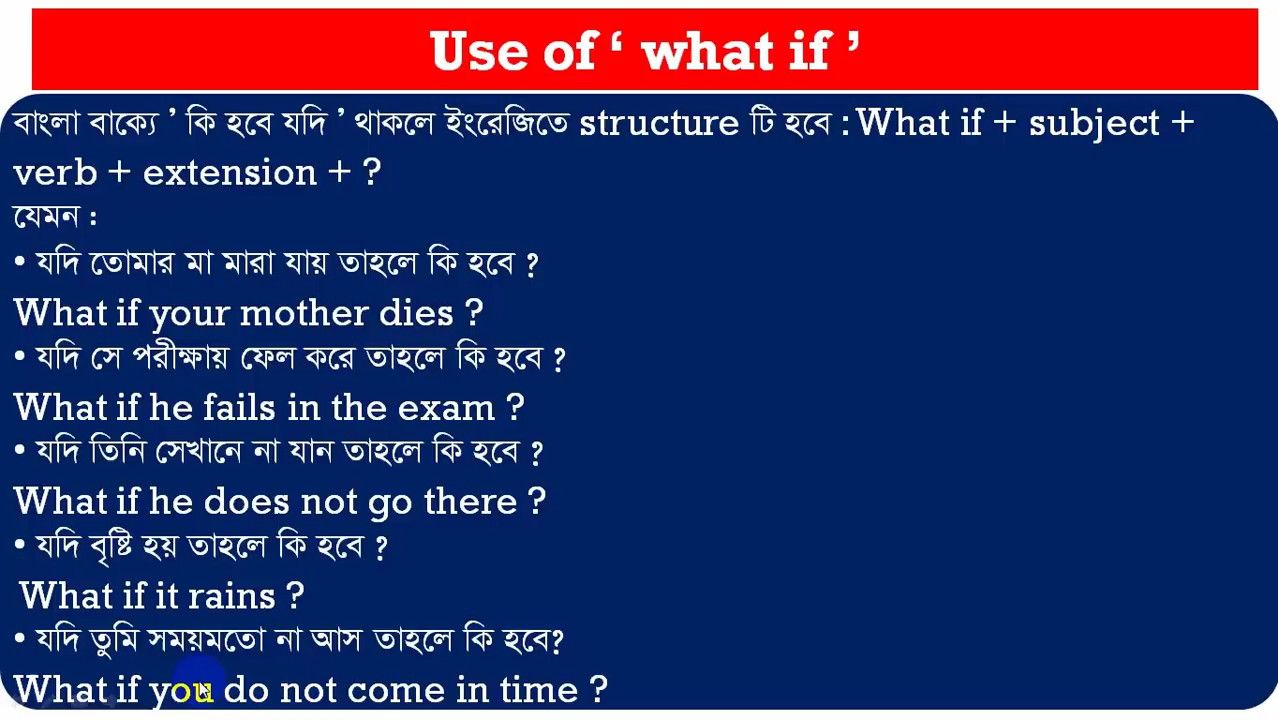 Use of ‘ what if ’
বাংলা বাক্যে ’ কি হবে যদি ’ থাকলে ইংরেজিতে structure টি হবে : What if + subject +
verb + extension + ?
যেমন :
• যদি তোমার মা মারা যায় তাহলে কি হবে ?
What if your mother dies ?
• যদি সে পরীক্ষায় ফেল করে তাহলে কি হবে ?
What if he fails in the exam ?
• যদি তিনি সেখানে না যান তাহলে কি হবে ?
What if he does not go there ?
• যদি বৃষ্টি হয় তাহলে কি হবে ?
What if it rains ?
• যদি তুমি সময়মতো না আস তাহলে কি হবে?
What if you do not come in time ?